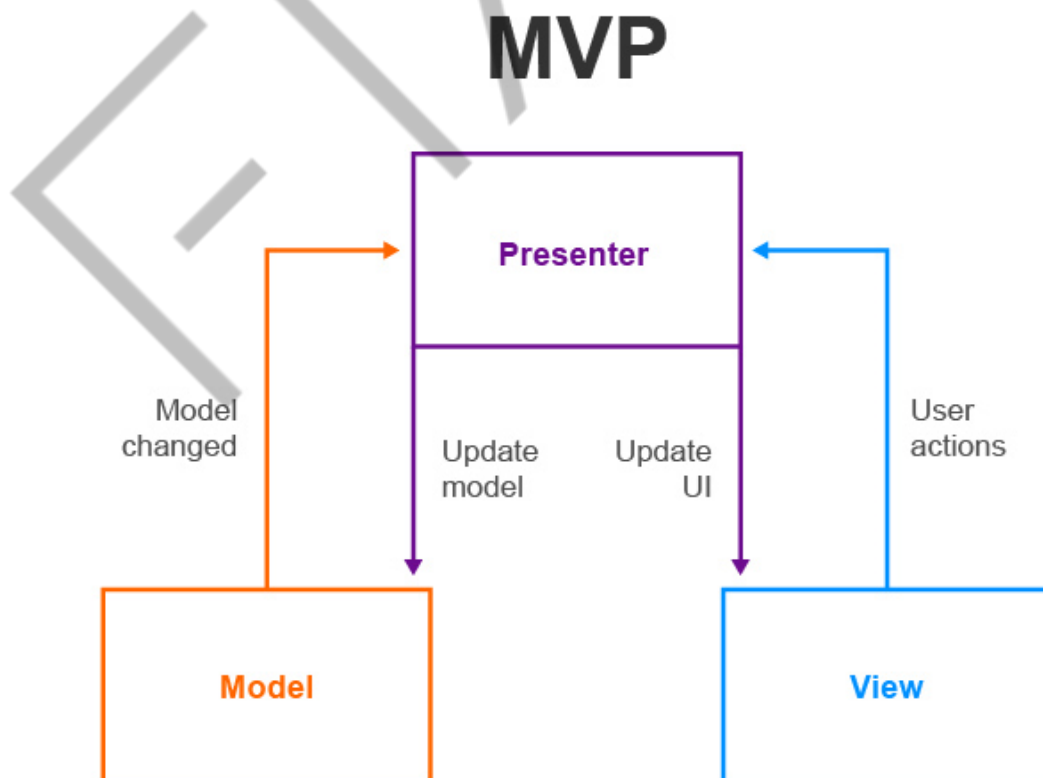 MVP
Presenter
Model
changed
Update
model
Update
UI
User
actions
Model
View